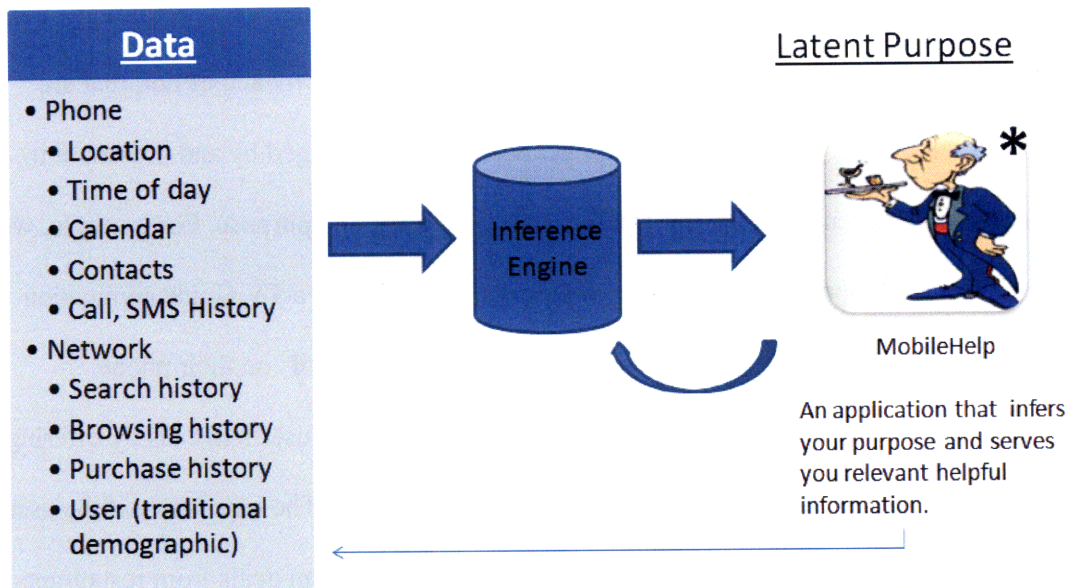 Data
• Phone
• Location
• Time of day
• Calendar
• Contacts
• Call, SMS History
• Network
• Search history
• Browsing history
• Purchase history
• User (traditional
demographic)
Inference
Engine
Latent Purpose
*
MobileHelp
An application that infers
your purpose and serves
you relevant helpful
information.